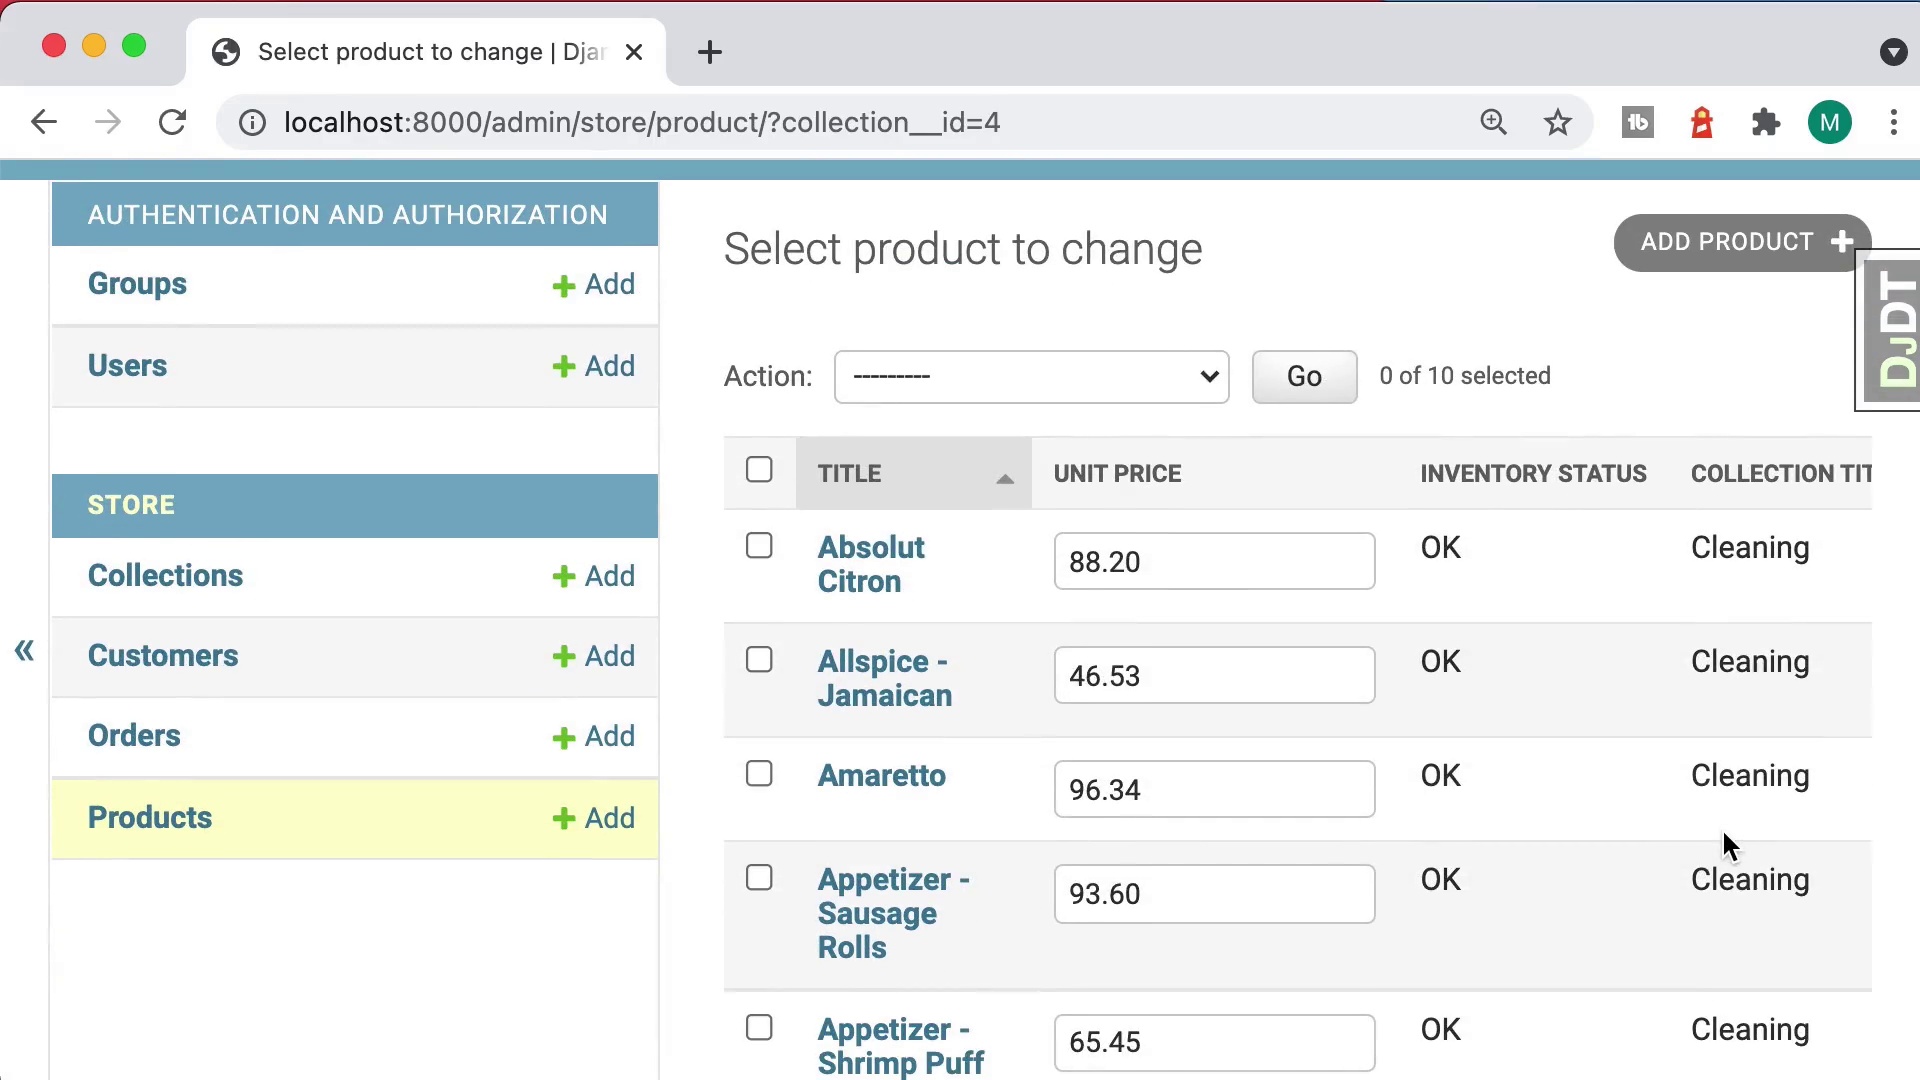 Select product to change | Djan
localhost:8000/admin/store/product/?collection__id=4
M
AUTHENTICATION AND AUTHORIZATION
Groups Add
Users Add
STORE
Collections Add
Customers Add
Orders Add
Products Add
«
Select product to change
ADD PRODUCT
DJDT
Action: --------- Go 0 of 10 selected
TITLE UNIT PRICE INVENTORY STATUS COLLECTION TIT
Absolut
Citron
88.20 OK Cleaning
Allspice -
Jamaican
46.53 OK Cleaning
Amaretto 96.34 OK Cleaning
Appetizer -
Sausage
Rolls
93.60 OK Cleaning
Appetizer -
Shrimp Puff
65.45 OK Cleaning